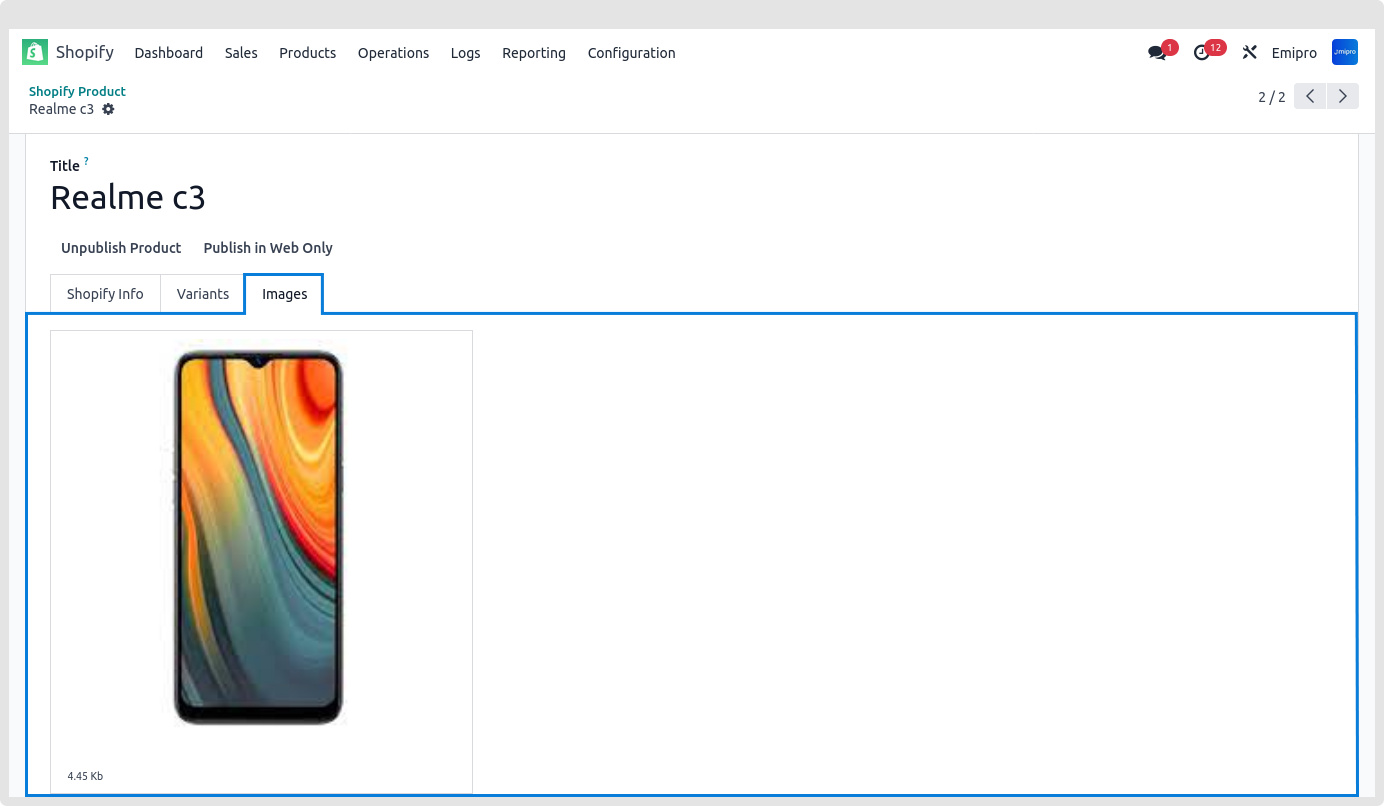 Shopify Dashboard Sales Products Operations Logs Reporting Configuration 1 12 Emipro
Shopify Product
Realme c3
2 / 2
Title ?
Realme c3
Unpublish Product Publish in Web Only
Shopify Info Variants Images
4.45 Kb